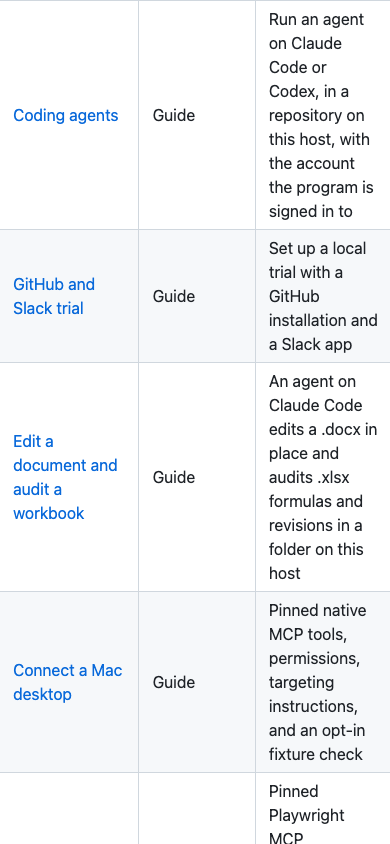 Coding agents
Guide
Run an agent
on Claude
Code or
Codex, in a
repository on
this host, with
the account
the program is
signed in to
GitHub and
Slack trial
Guide
Set up a local
trial with a
GitHub
installation and
a Slack app
Edit a
document and
audit a
workbook
Guide
An agent on
Claude Code
edits a .docx in
place and
audits .xlsx
formulas and
revisions in a
folder on this
host
Connect a Mac
desktop
Guide
Pinned native
MCP tools,
permissions,
targeting
instructions,
and an opt-in
fixture check
Pinned
Playwright
MCP